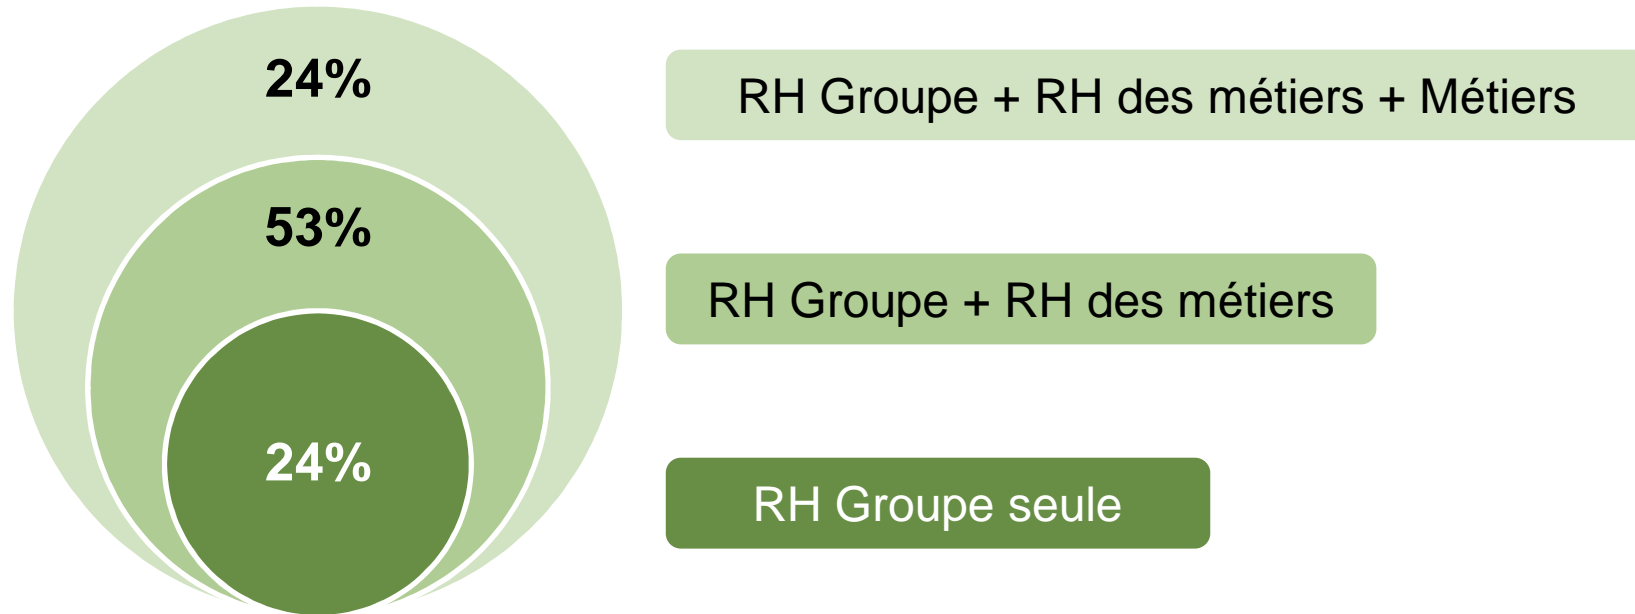 24%
RH Groupe + RH des métiers + Métiers
53%
RH Groupe + RH des métiers
24%
RH Groupe seule